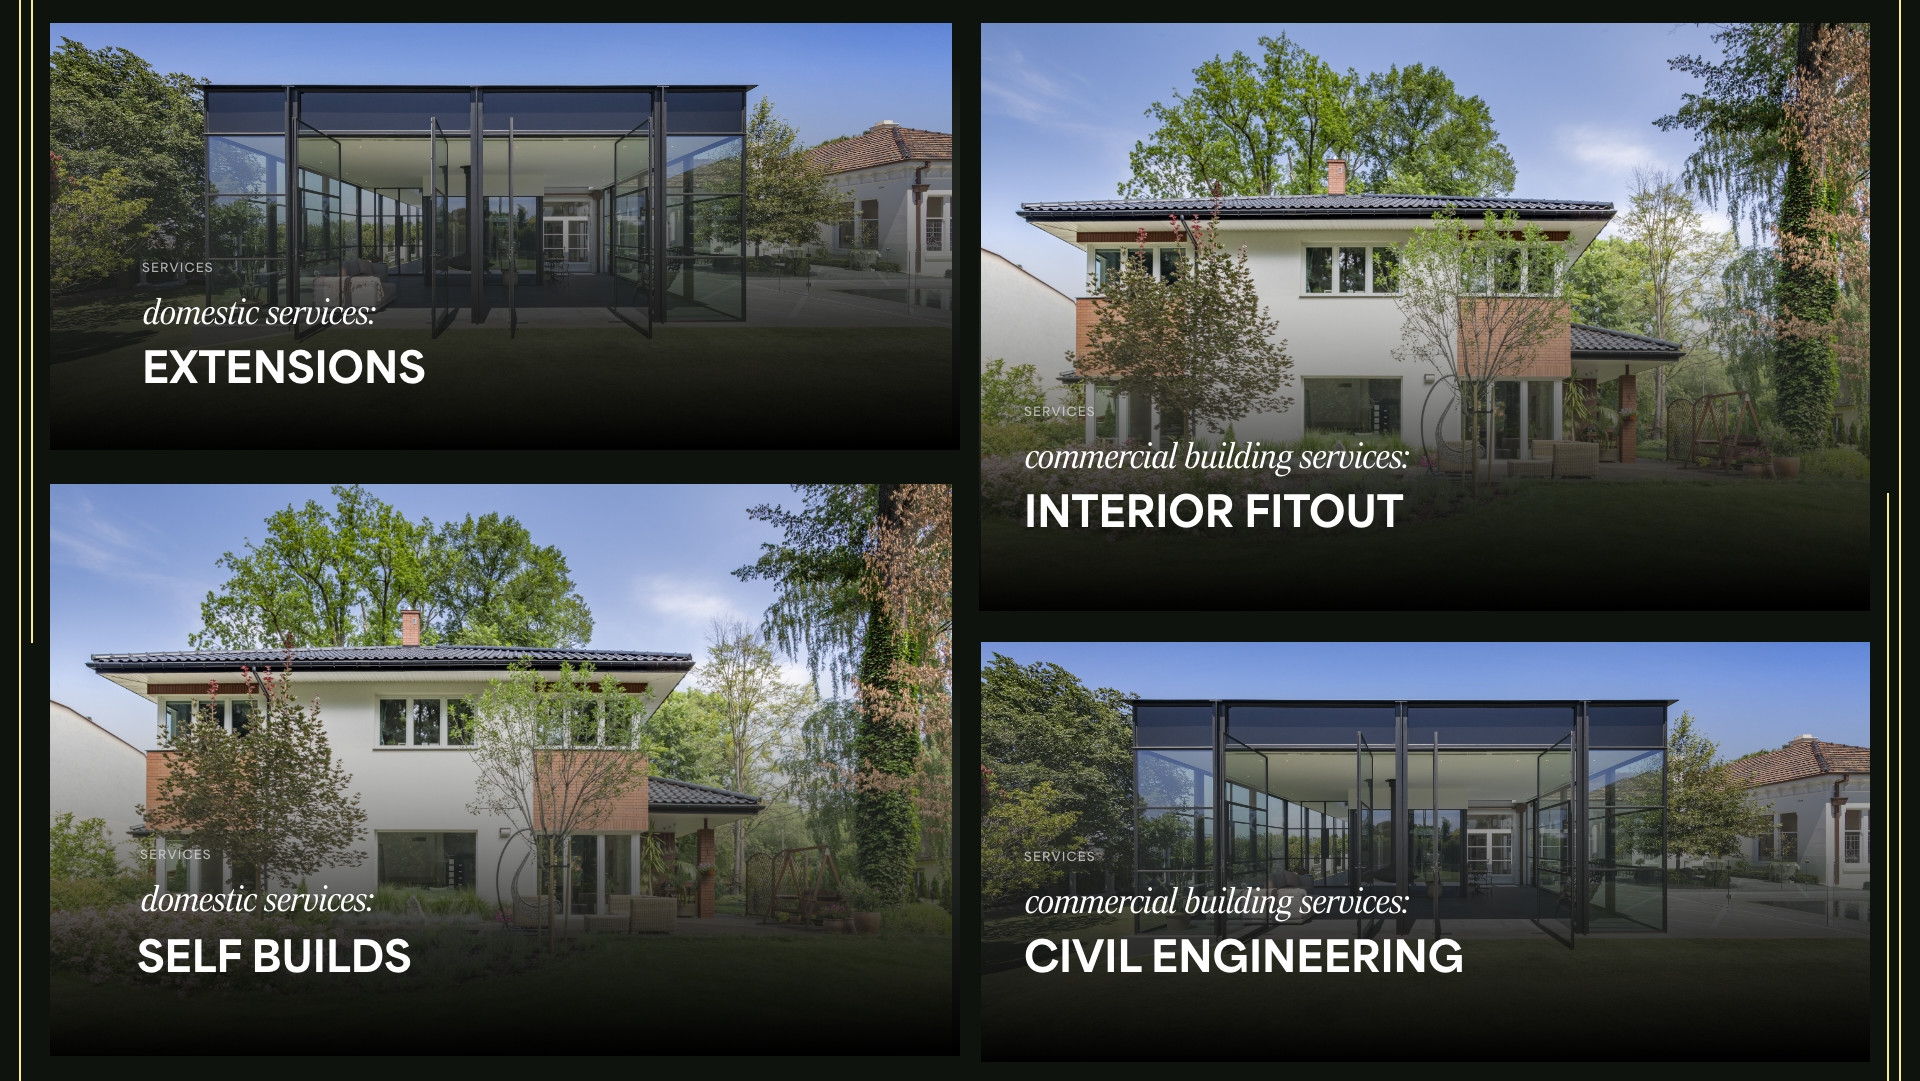 SERVICES
domestic services:
EXTENSIONS
SERVICES
commercial building services:
INTERIOR FITOUT
SERVICES
domestic services:
SELF BUILDS
SERVICES
commercial building services:
CIVIL ENGINEERING